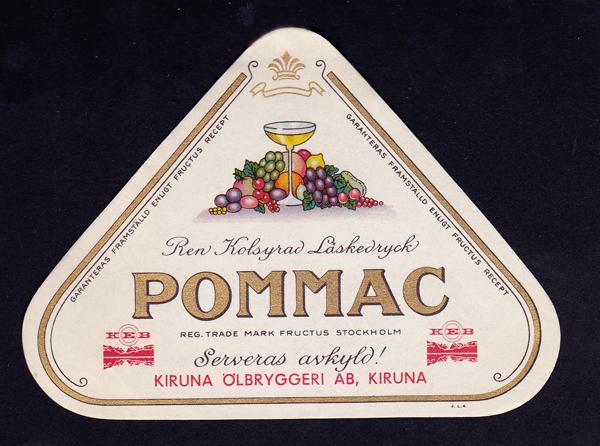 GARANTERAS FRAMSTÄLLD ENLIGT FRUCTUS RECEPT
GARANTERAS FRAMSTÄLLD ENLIGT FRUCTUS RECEPT
Ren Kolsyrad Läskedryck
POMMAC
REG. TRADE MARK FRUCTUS STOCKHOLM
KEB
KEB
Serveras avkyld!
KIRUNA ÖLBRYGGERI AB, KIRUNA